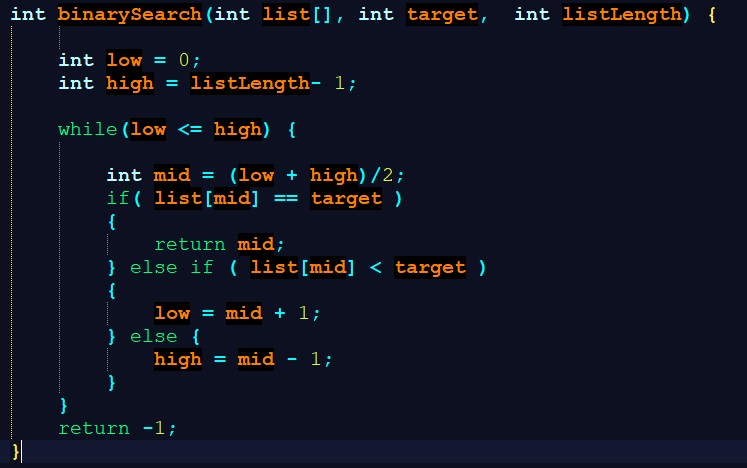 int binarySearch(int list[], int target,  int listLength) {
int low = 0;
int high = listLength- 1;
while(low <= high) {
int mid = (low + high)/2;
if( list[mid] == target )
{
return mid;
} else if ( list[mid] < target )
{
low = mid + 1;
} else {
high = mid - 1;
}
}
return -1;
}